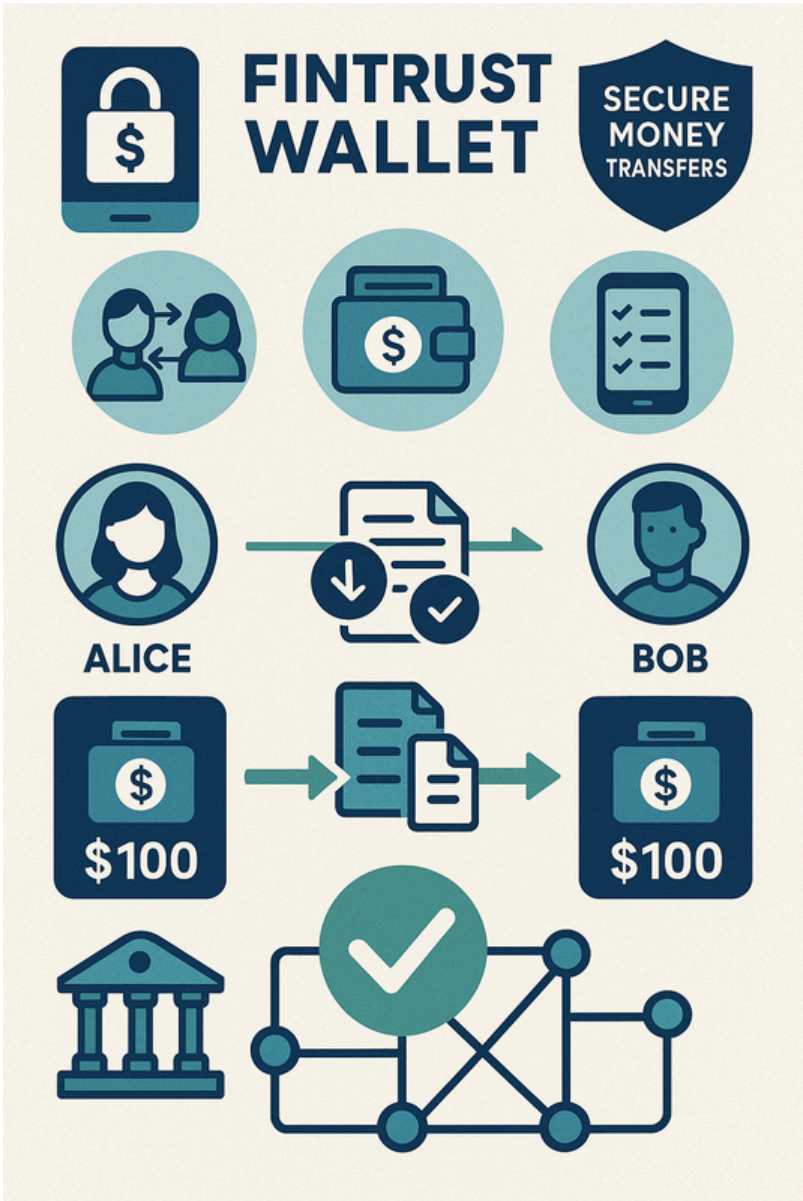 FINTRUST
WALLET
SECURE
MONEY
TRANSFERS
$
$
ALICE
BOB
$
$100
$
$100